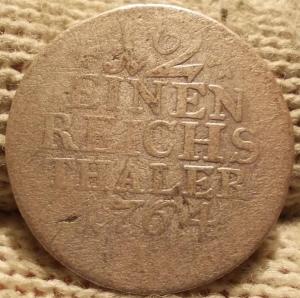 12
EINEN
REICHS
THALER
1764